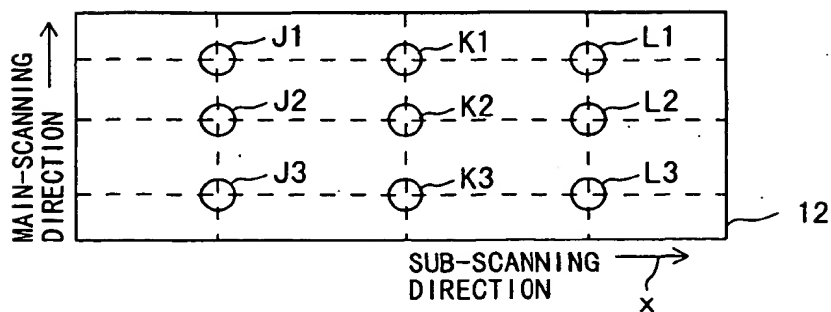 J1 K1 L1
J2 K2 L2
J3 K3 L3
MAIN-SCANNING
DIRECTION
12
SUB-SCANNING
DIRECTION
x